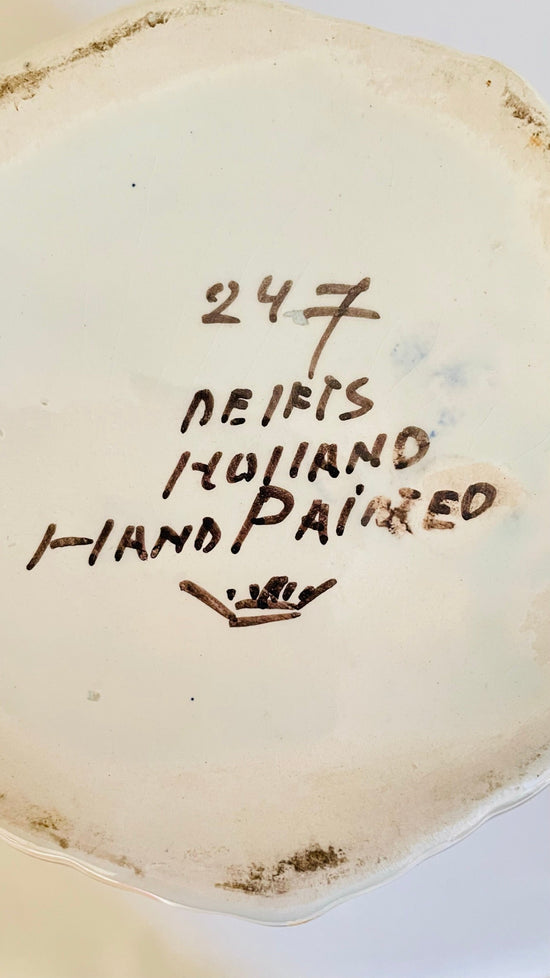 247
DElFTS
HOllAND
HAND PAiNTED